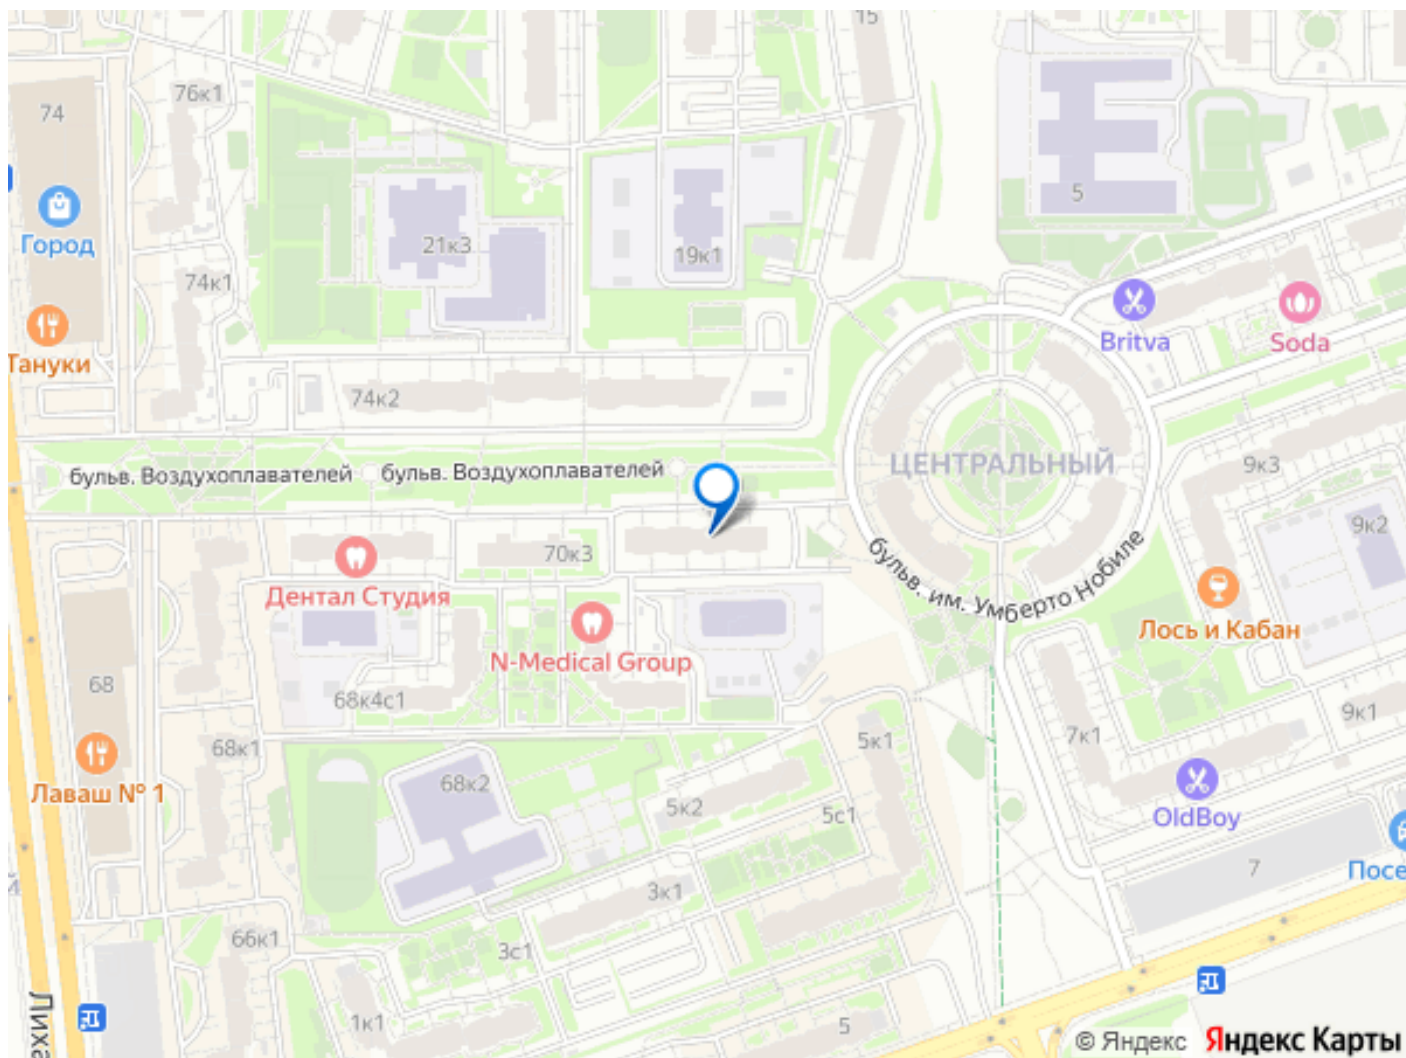 15
76к1
74
5
Город
21к3
19к1
74к1
Britva
Soda
Тануки
74к2
ЦЕНТРАЛЬНЫЙ
9к3
бульв. Воздухоплавателей
бульв. Воздухоплавателей
9к2
70к3
бульв. им. Умберто Нобиле
Дентал Студия
Лось и Кабан
N-Medical Group
68
68к4с1
9к1
7к1
5к1
68к1
68к2
Лаваш № 1
5к2
5с1
OldBoy
7
Посе
3к1
66к1
3с1
Лиха
1к1
5
© Яндекс
Яндекс Карты